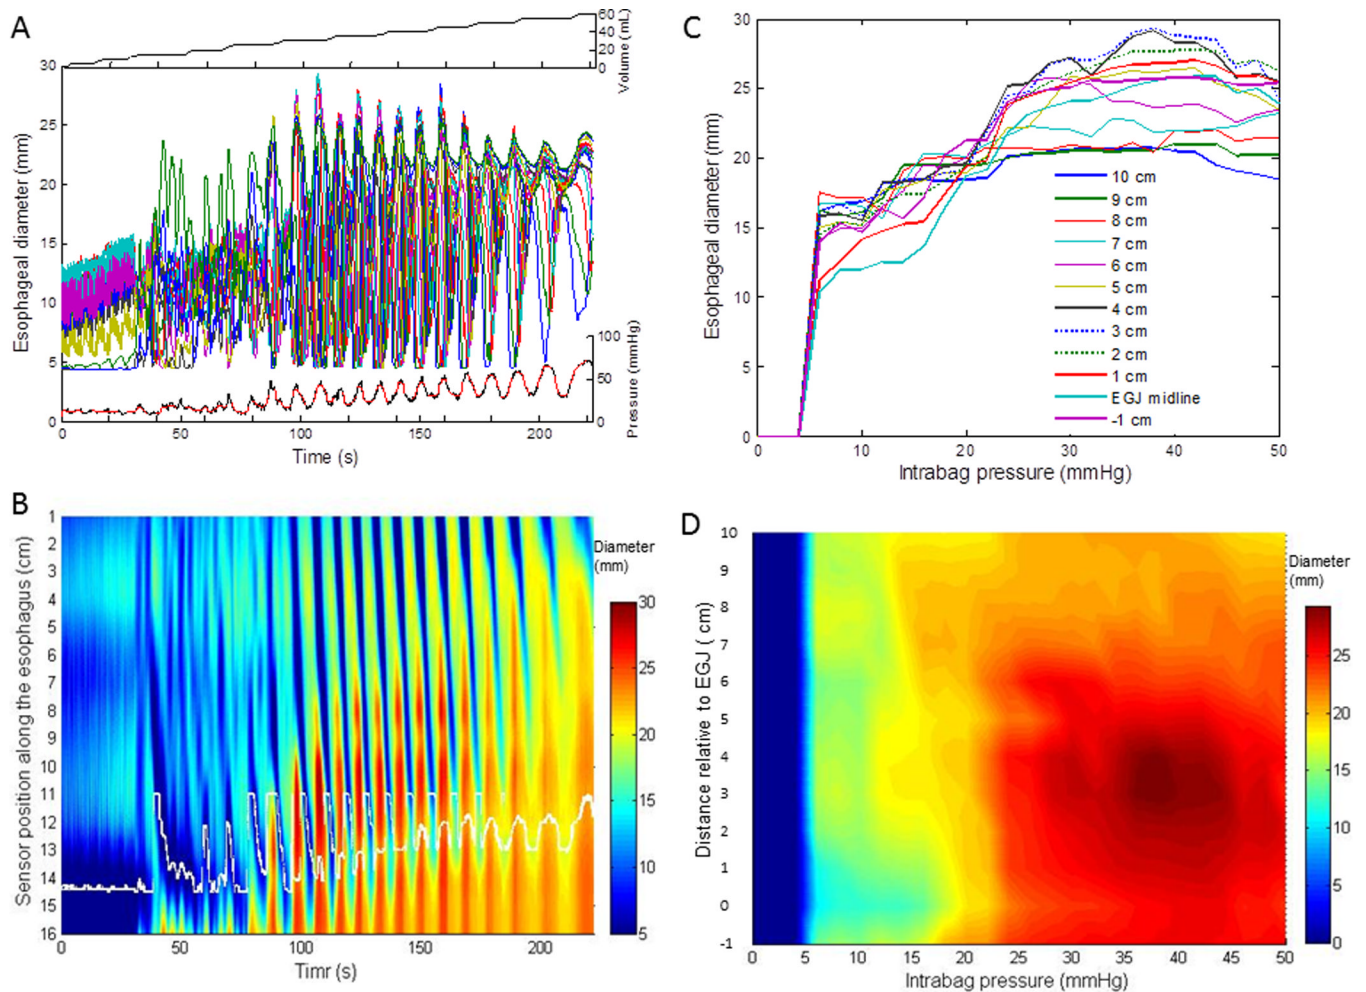 A
Volume (mL)
60
40
20
0
Esophageal diameter (mm)
30
25
20
15
10
5
0
Pressure (mmHg)
100
50
0
0 50 100 150 200
Time (s)
B
Sensor position along the esophagus (cm)
1
2
3
4
5
6
7
8
9
10
11
12
13
14
15
16
Diameter
(mm)
30
25
20
15
10
5
0 50 100 150 200
Timr (s)
C
Esophageal diameter (mm)
30
25
20
15
10
5
0
10 cm
9 cm
8 cm
7 cm
6 cm
5 cm
4 cm
3 cm
2 cm
1 cm
EGJ midline
-1 cm
0 10 20 30 40 50
Intrabag pressure (mmHg)
D
Distance relative to EGJ ( cm)
10
9
8
7
6
5
4
3
2
1
0
-1
Diameter
(mm)
25
20
15
10
5
0
0 5 10 15 20 25 30 35 40 45 50
Intrabag pressure (mmHg)